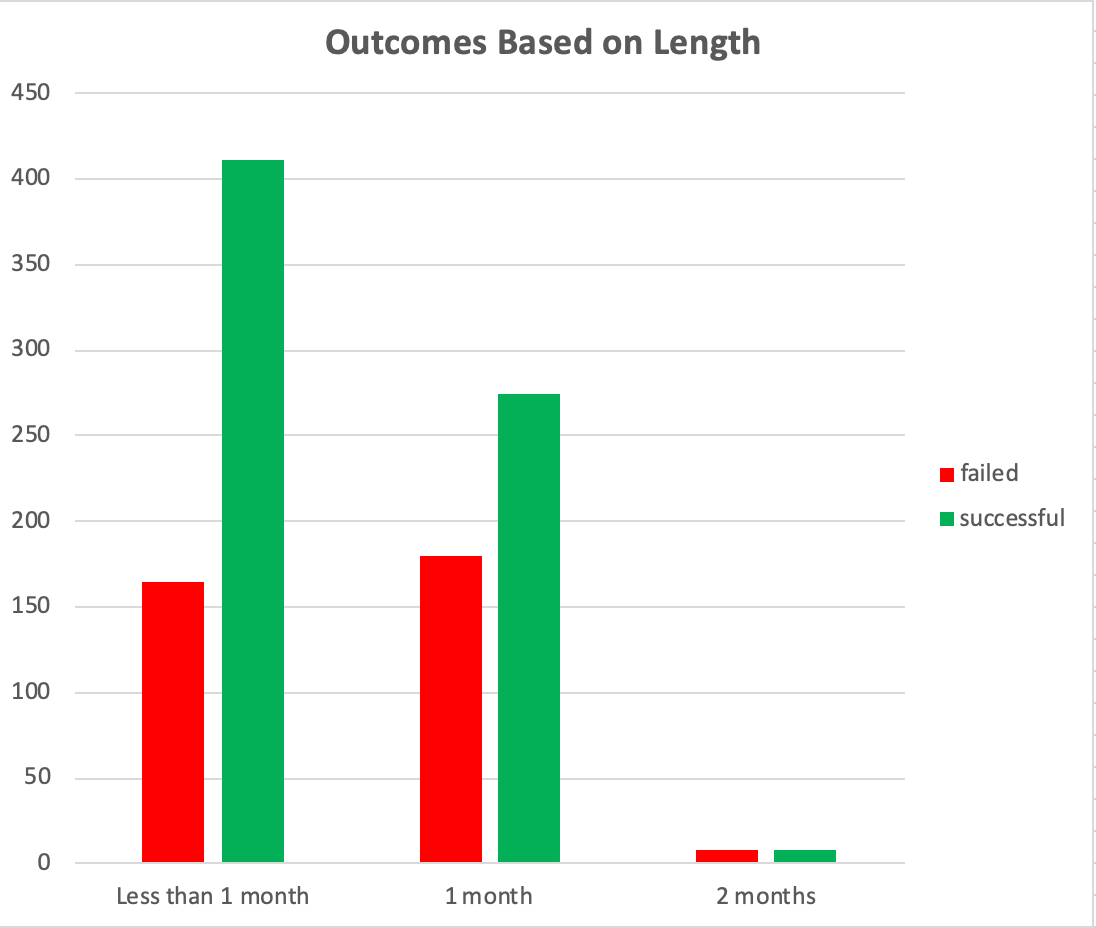 Outcomes Based on Length
450
400
350
300
250
200
150
100
50
0
Less than 1 month
1 month
2 months
failed
successful